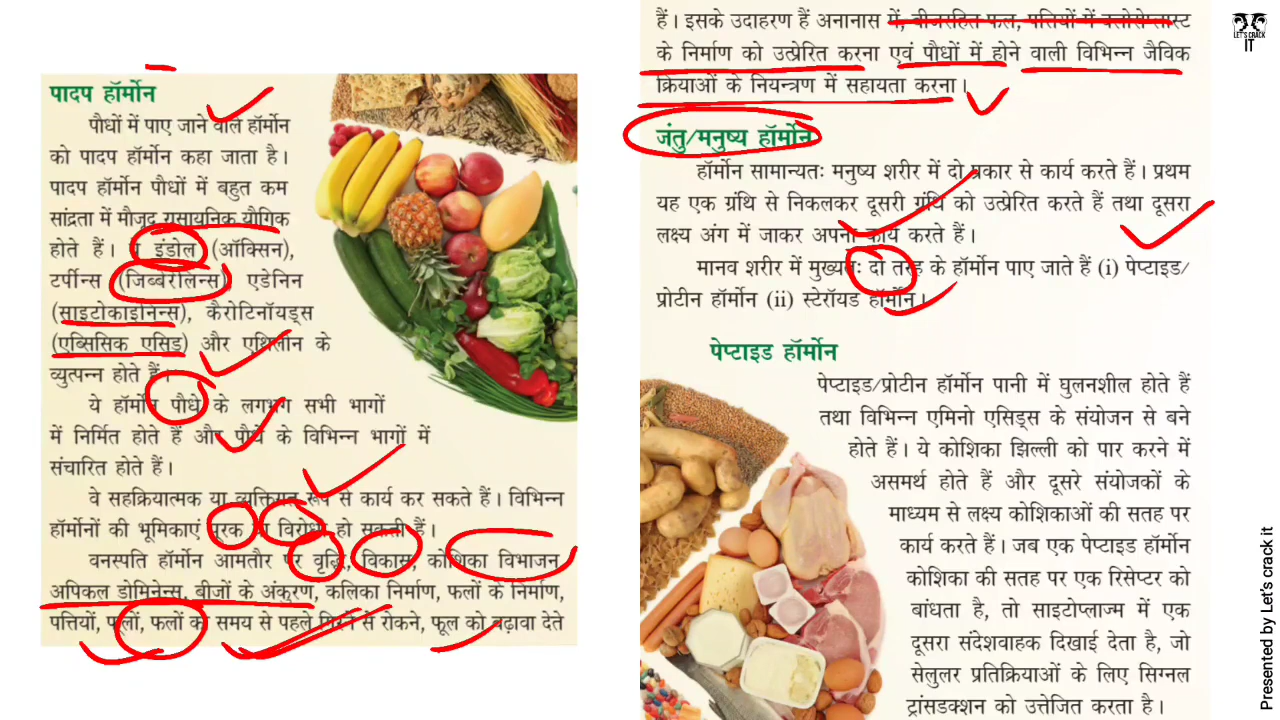 पादप हॉर्मोन
पौधों में पाए जाने वाले हॉर्मोन
को पादप हॉर्मोन कहा जाता है।
पादप हॉर्मोन पौधों में बहुत कम
सांद्रता में मौजूद रासायनिक यौगिक
होते हैं। ये इंडोल (ऑक्सिन),
टर्पीन्स (जिब्बेरेलिन्स) एडेनिन
(साइटोकाइनिन्स), कैरोटिनॉयड्स
(एब्सिसिक एसिड) और एथिलीन के
व्युत्पन्न होते हैं।
ये हॉर्मोन पौधे के लगभग सभी भागों
में निर्मित होते हैं और पौधे के विभिन्न भागों में
संचारित होते हैं।
वे सहक्रियात्मक या व्यक्तिगत रूप से कार्य कर सकते हैं। विभिन्न
हॉर्मोनों की भूमिकाएं पूरक या विरोधी हो सकती हैं।
वनस्पति हॉर्मोन आमतौर पर वृद्धि, विकास, कोशिका विभाजन,
अपिकल डोमिनेन्स, बीजों के अंकुरण, कलिका निर्माण, फलों के निर्माण,
पत्तियों, फूलों, फलों के समय से पहले गिरने से रोकने, फूल को बढ़ावा देते
हैं। इसके उदाहरण हैं अनानास में, बीजरहित फल, पत्तियों में क्लोरोप्लास्ट
के निर्माण को उत्प्रेरित करना एवं पौधों में होने वाली विभिन्न जैविक
क्रियाओं के नियन्त्रण में सहायता करना।
जंतु/मनुष्य हॉर्मोन
हॉर्मोन सामान्यतः मनुष्य शरीर में दो प्रकार से कार्य करते हैं। प्रथम
यह एक ग्रंथि से निकलकर दूसरी ग्रंथि को उत्प्रेरित करते हैं तथा दूसरा
लक्ष्य अंग में जाकर अपना कार्य करते हैं।
मानव शरीर में मुख्यतः दो तरह के हॉर्मोन पाए जाते हैं (i) पेप्टाइड/
प्रोटीन हॉर्मोन (ii) स्टेरॉयड हॉर्मोन।
पेप्टाइड हॉर्मोन
पेप्टाइड/प्रोटीन हॉर्मोन पानी में घुलनशील होते हैं
तथा विभिन्न एमिनो एसिड्स के संयोजन से बने
होते हैं। ये कोशिका झिल्ली को पार करने में
असमर्थ होते हैं और दूसरे संयोजकों के
माध्यम से लक्ष्य कोशिकाओं की सतह पर
कार्य करते हैं। जब एक पेप्टाइड हॉर्मोन
कोशिका की सतह पर एक रिसेप्टर को
बांधता है, तो साइटोप्लाज्म में एक
दूसरा संदेशवाहक दिखाई देता है, जो
सेलुलर प्रतिक्रियाओं के लिए सिग्नल
ट्रांसडक्शन को उत्तेजित करता है।
LET'S CRACK
IT
Presented by Let's crack it